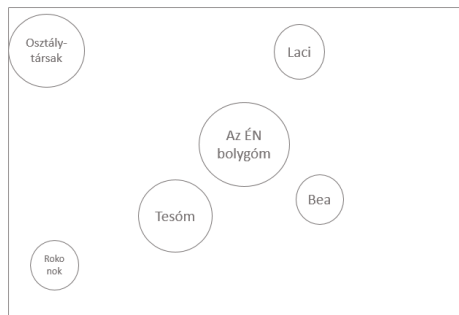 Osztály-
társak
Laci
Az ÉN
bolygóm
Bea
Tesóm
Roko
nok